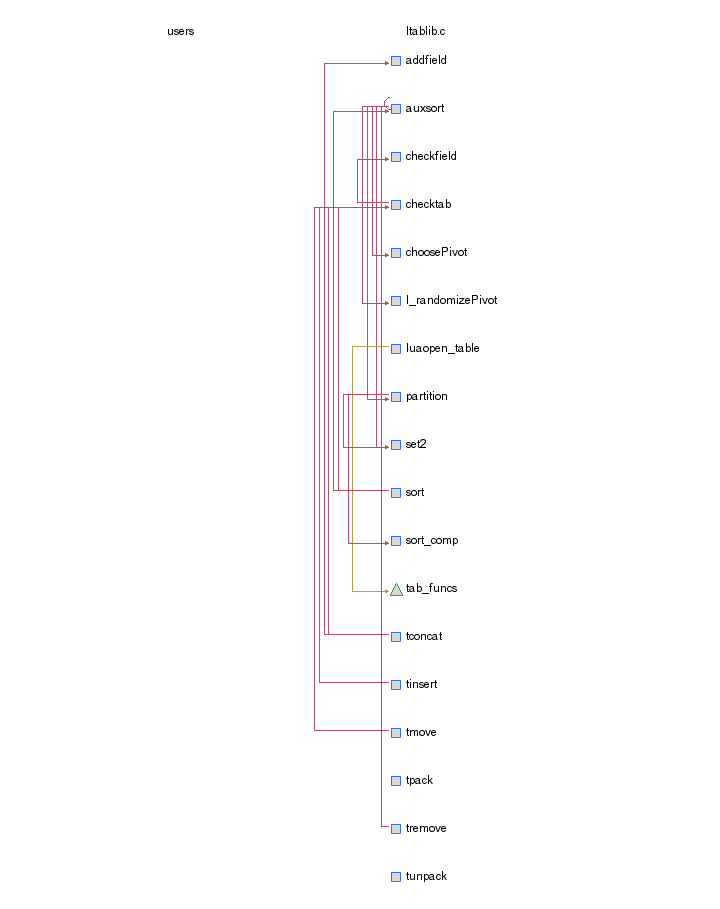 users
ltablib.c
addfield
auxsort
checkfield
checktab
choosePivot
l_randomizePivot
luaopen_table
partition
set2
sort
sort_comp
tab_funcs
tconcat
tinsert
tmove
tpack
tremove
tunpack